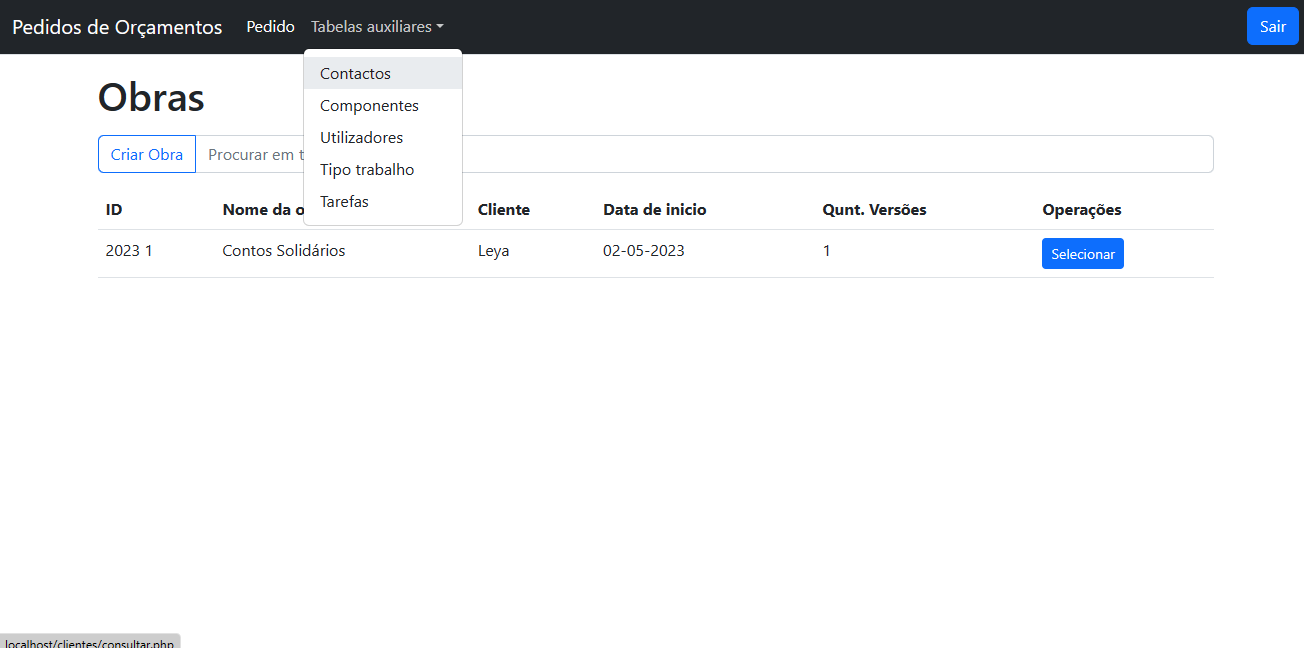 Pedidos de Orçamentos Pedido Tabelas auxiliares Sair
Contactos
Componentes
Utilizadores
Tipo trabalho
Tarefas
Obras
Criar Obra Procurar em t
ID Nome da o Cliente Data de inicio Qunt. Versões Operações
2023 1 Contos Solidários Leya 02-05-2023 1 Selecionar
localhost/clientes/consultar.php